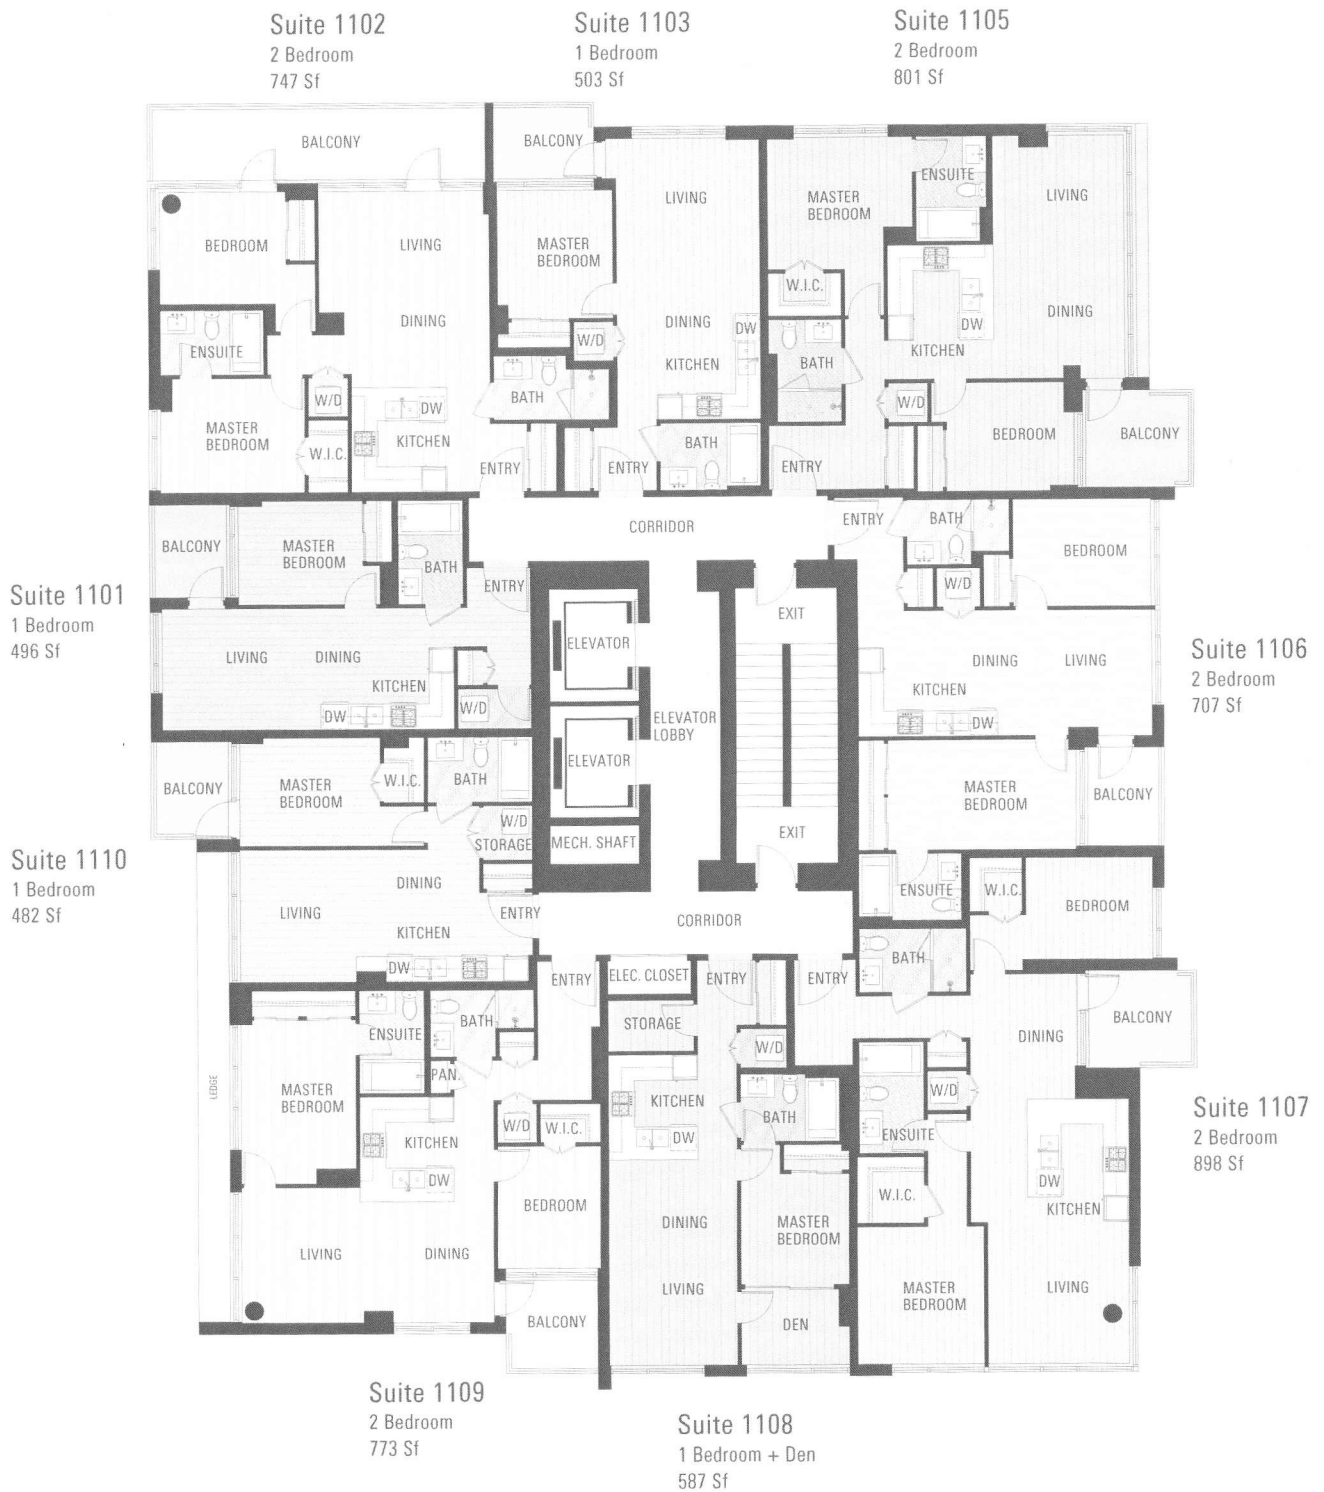 Suite 1102
2 Bedroom
747 Sf
Suite 1103
1 Bedroom
503 Sf
Suite 1105
2 Bedroom
801 Sf
BALCONY
BEDROOM
LIVING
DINING
ENSUITE
MASTER
BEDROOM
W/D
W.I.C.
DW
KITCHEN
ENTRY
BALCONY
LIVING
MASTER
BEDROOM
DINING
DW
W/D
KITCHEN
BATH
BATH
ENTRY
ENSUITE
MASTER
BEDROOM
LIVING
W.I.C.
DINING
DW
KITCHEN
BATH
W/D
BEDROOM
BALCONY
ENTRY
CORRIDOR
Suite 1101
1 Bedroom
496 Sf
BALCONY
MASTER
BEDROOM
BATH
ENTRY
LIVING
DINING
KITCHEN
DW
W/D
ELEVATOR
ELEVATOR
MECH. SHAFT
ELEVATOR
LOBBY
EXIT
EXIT
Suite 1106
2 Bedroom
707 Sf
ENTRY
BATH
BEDROOM
W/D
DINING
LIVING
KITCHEN
DW
MASTER
BEDROOM
BALCONY
ENSUITE
Suite 1110
1 Bedroom
482 Sf
BALCONY
MASTER
BEDROOM
W.I.C.
BATH
W/D
STORAGE
DINING
LIVING
ENTRY
KITCHEN
DW
CORRIDOR
W.I.C.
BEDROOM
BATH
ENTRY
DINING
BALCONY
W/D
ENSUITE
W.I.C.
DW
KITCHEN
MASTER
BEDROOM
LIVING
Suite 1107
2 Bedroom
898 Sf
ELEC. CLOSET
ENTRY
STORAGE
W/D
KITCHEN
DW
BATH
DINING
MASTER
BEDROOM
LIVING
DEN
ENTRY
ENSUITE
BATH
LEDGE
MASTER
BEDROOM
PAN.
W/D
W.I.C.
KITCHEN
DW
BEDROOM
LIVING
DINING
BALCONY
Suite 1109
2 Bedroom
773 Sf
Suite 1108
1 Bedroom + Den
587 Sf